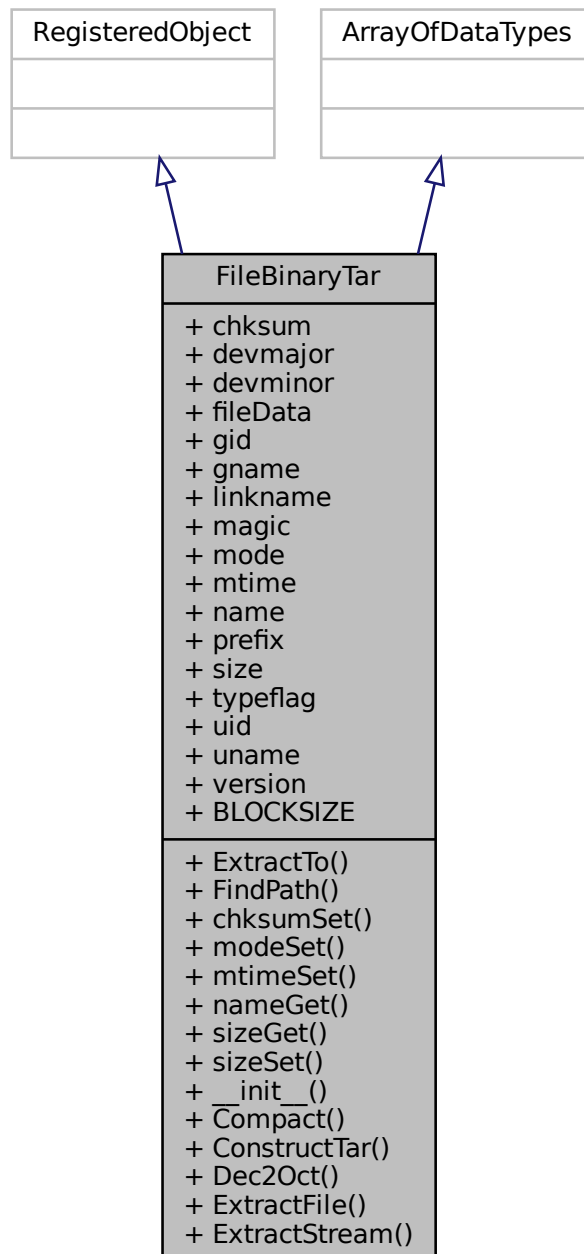 RegisteredObject
ArrayOfDataTypes
FileBinaryTar
+ chksum
+ devmajor
+ devminor
+ fileData
+ gid
+ gname
+ linkname
+ magic
+ mode
+ mtime
+ name
+ prefix
+ size
+ typeflag
+ uid
+ uname
+ version
+ BLOCKSIZE
+ ExtractTo()
+ FindPath()
+ chksumSet()
+ modeSet()
+ mtimeSet()
+ nameGet()
+ sizeGet()
+ sizeSet()
+ __init__()
+ Compact()
+ ConstructTar()
+ Dec2Oct()
+ ExtractFile()
+ ExtractStream()